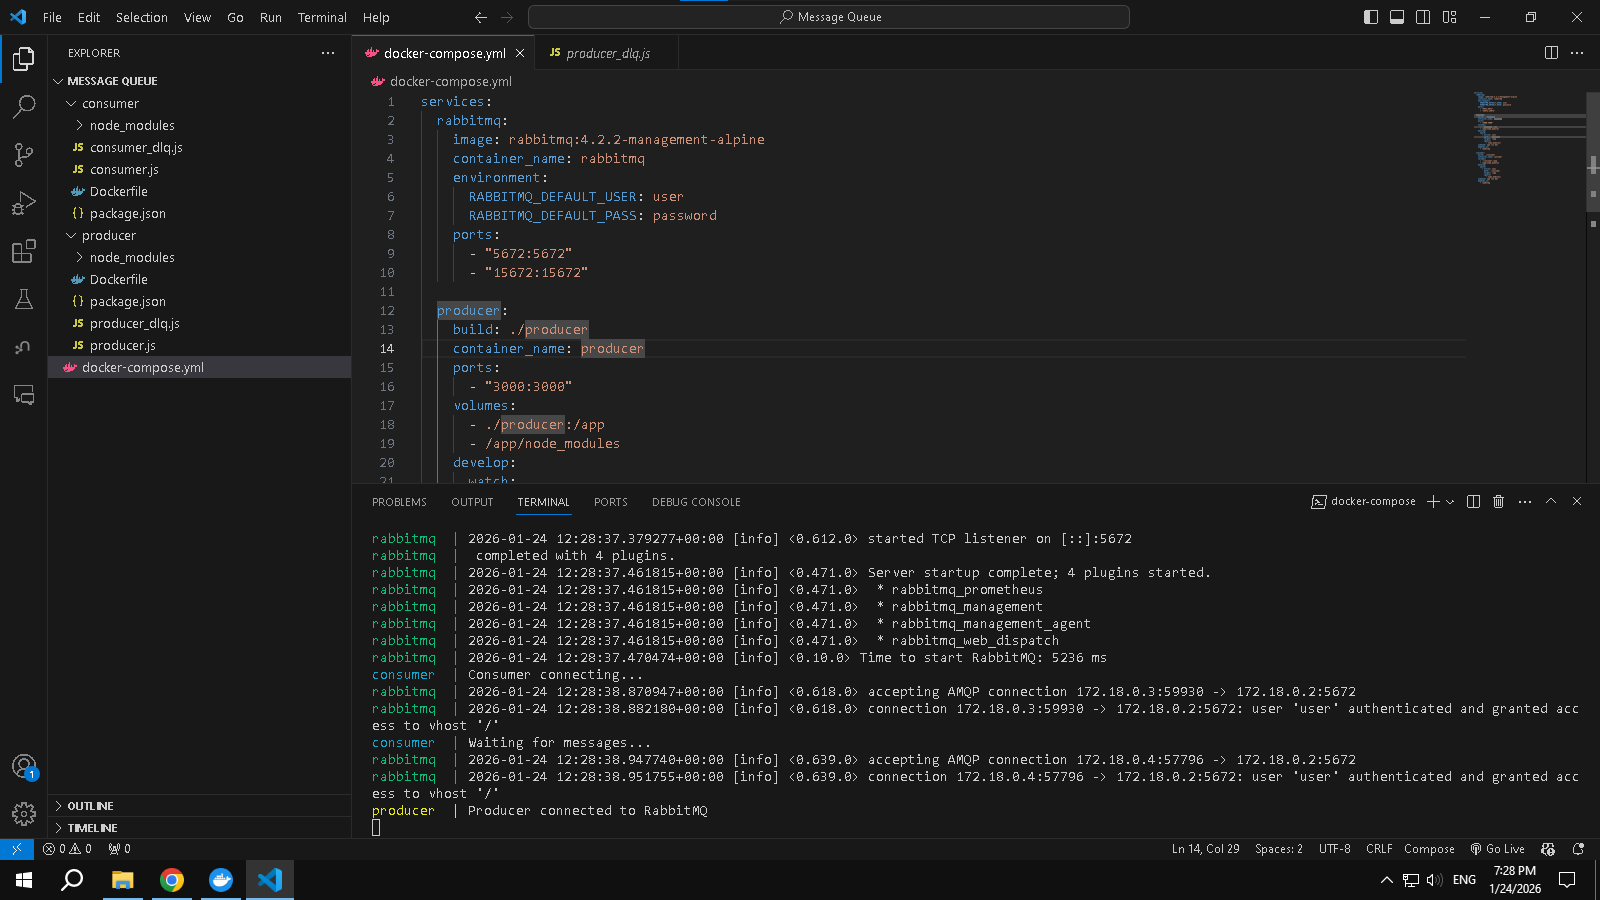 File Edit Selection View Go Run Terminal Help
Message Queue
EXPLORER
MESSAGE QUEUE
consumer
node_modules
JS consumer_dlq.js
JS consumer.js
Dockerfile
{} package.json
producer
node_modules
Dockerfile
{} package.json
JS producer_dlq.js
JS producer.js
docker-compose.yml
OUTLINE
TIMELINE
1
docker-compose.yml
JS producer_dlq.js
docker-compose.yml
1 services:
2 rabbitmq:
3 image: rabbitmq:4.2.2-management-alpine
4 container_name: rabbitmq
5 environment:
6 RABBITMQ_DEFAULT_USER: user
7 RABBITMQ_DEFAULT_PASS: password
8 ports:
9 - "5672:5672"
10 - "15672:15672"
11
12 producer:
13 build: ./producer
14 container_name: producer
15 ports:
16 - "3000:3000"
17 volumes:
18 - ./producer:/app
19 - /app/node_modules
20 develop:
21 watch:
PROBLEMS OUTPUT TERMINAL PORTS DEBUG CONSOLE
docker-compose
rabbitmq | 2026-01-24 12:28:37.379277+00:00 [info] <0.612.0> started TCP listener on [::]:5672
rabbitmq | completed with 4 plugins.
rabbitmq | 2026-01-24 12:28:37.461815+00:00 [info] <0.471.0> Server startup complete; 4 plugins started.
rabbitmq | 2026-01-24 12:28:37.461815+00:00 [info] <0.471.0> * rabbitmq_prometheus
rabbitmq | 2026-01-24 12:28:37.461815+00:00 [info] <0.471.0> * rabbitmq_management
rabbitmq | 2026-01-24 12:28:37.461815+00:00 [info] <0.471.0> * rabbitmq_management_agent
rabbitmq | 2026-01-24 12:28:37.461815+00:00 [info] <0.471.0> * rabbitmq_web_dispatch
rabbitmq | 2026-01-24 12:28:37.470474+00:00 [info] <0.10.0> Time to start RabbitMQ: 5236 ms
consumer | Consumer connecting...
rabbitmq | 2026-01-24 12:28:38.870947+00:00 [info] <0.618.0> accepting AMQP connection 172.18.0.3:59930 -> 172.18.0.2:5672
rabbitmq | 2026-01-24 12:28:38.882180+00:00 [info] <0.618.0> connection 172.18.0.3:59930 -> 172.18.0.2:5672: user 'user' authenticated and granted acc
ess to vhost '/'
consumer | Waiting for messages...
rabbitmq | 2026-01-24 12:28:38.947740+00:00 [info] <0.639.0> accepting AMQP connection 172.18.0.4:57796 -> 172.18.0.2:5672
rabbitmq | 2026-01-24 12:28:38.951755+00:00 [info] <0.639.0> connection 172.18.0.4:57796 -> 172.18.0.2:5672: user 'user' authenticated and granted acc
ess to vhost '/'
producer | Producer connected to RabbitMQ
0 0 0
Ln 14, Col 29 Spaces: 2 UTF-8 CRLF Compose Go Live
ENG
7:28 PM
1/24/2026